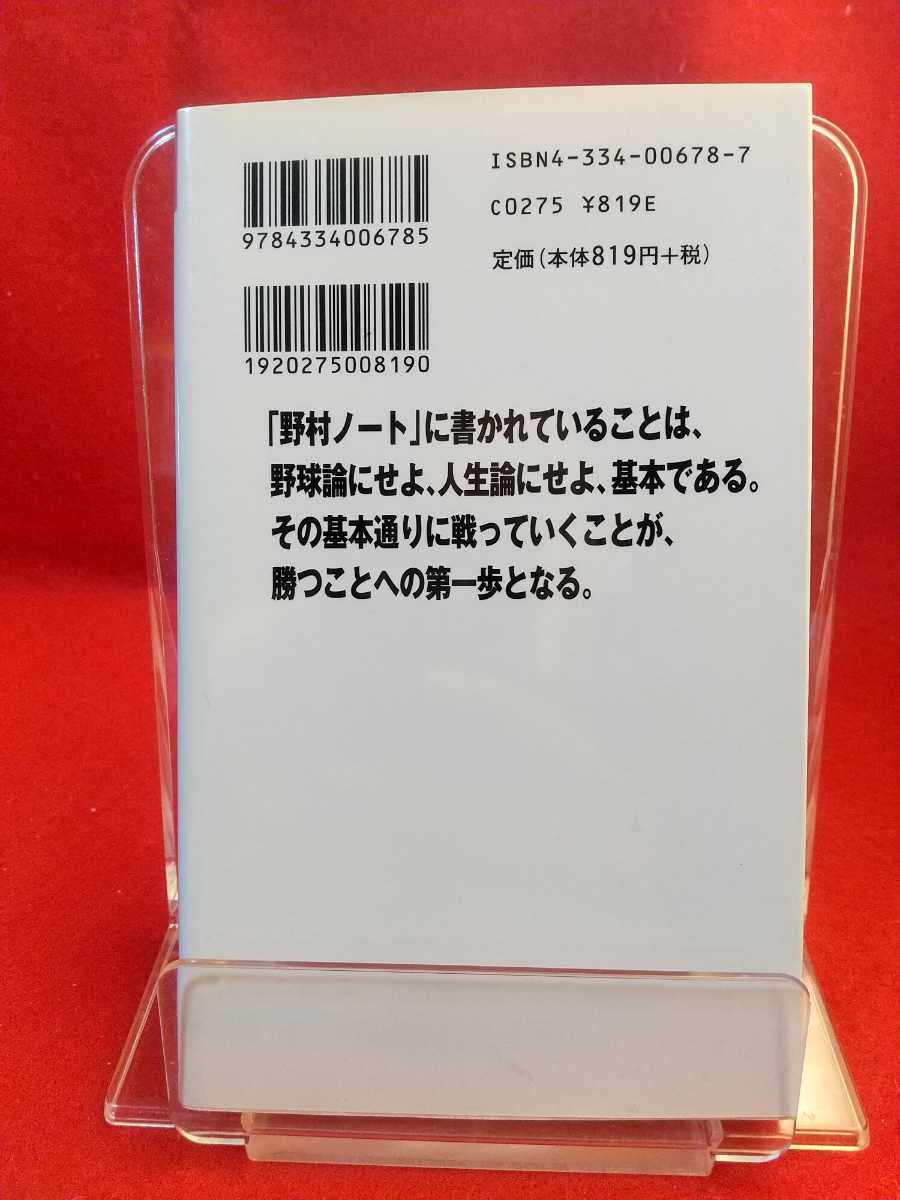 ISBN4-334-00678-7
9784334006785
C0275 ¥819E
定価(本体819円+税)
1920275008190
「野村ノート」に書かれていることは、
野球論にせよ、人生論にせよ、基本である。
その基本通りに戦っていくことが、
勝つことへの第一歩となる。